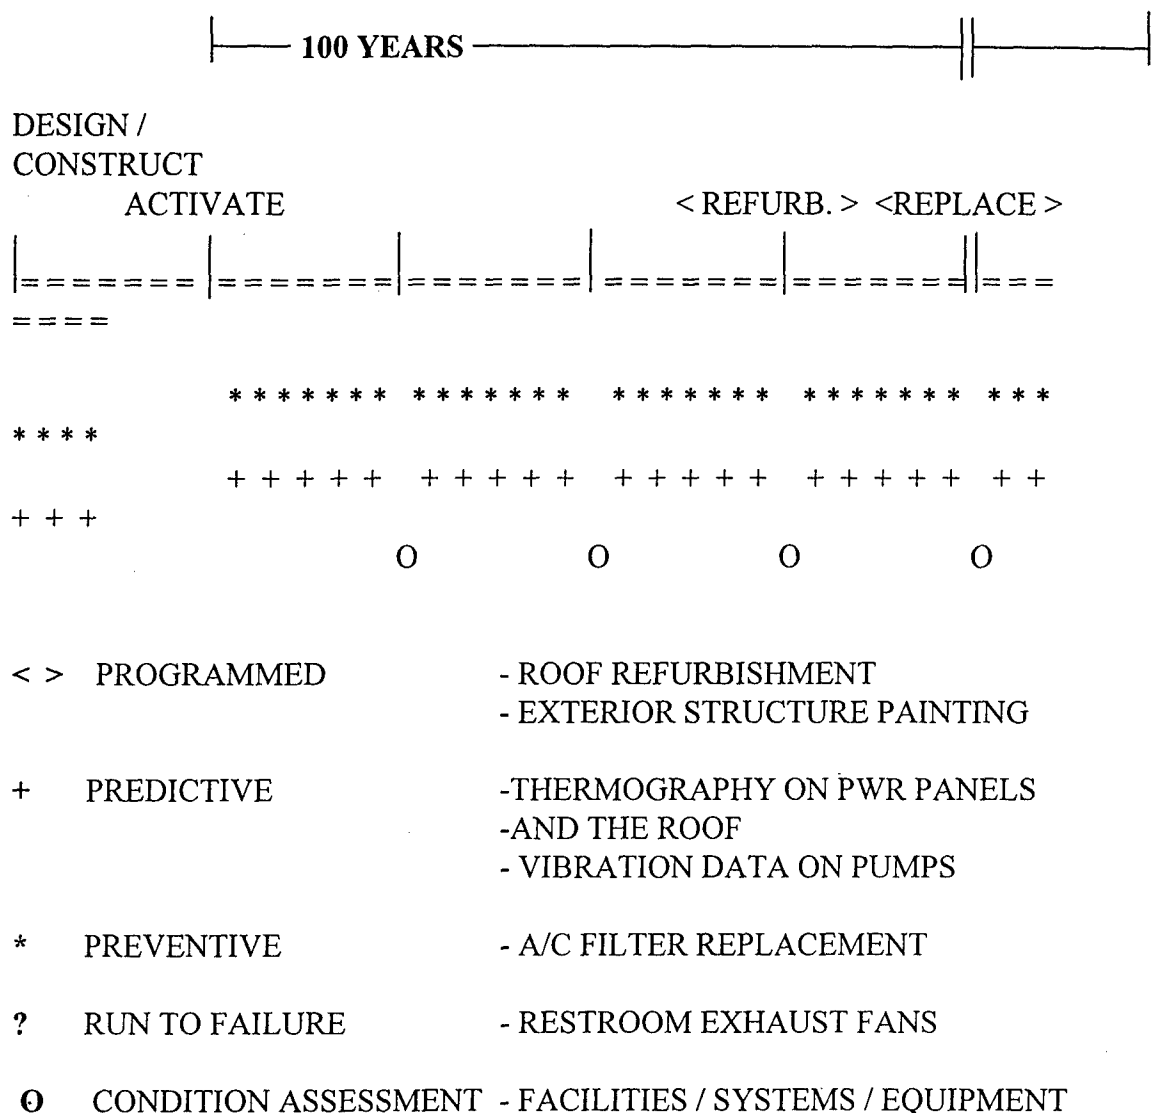 100 YEARS
DESIGN /
CONSTRUCT
ACTIVATE < REFURB. > <REPLACE >
|= = = = = = = |= = = = = = =|= = = = = = =| = = = = = = =|= = = = = = =||= = =
= = = =
* * * * * * * * * * * * * * * * * * * * * * * * * * * * * * *
* * * *
+ + + + + + + + + + + + + + + + + + + + + +
+ + +
O O O O
< > PROGRAMMED - ROOF REFURBISHMENT
- EXTERIOR STRUCTURE PAINTING
+ PREDICTIVE -THERMOGRAPHY ON PWR PANELS
-AND THE ROOF
- VIBRATION DATA ON PUMPS
* PREVENTIVE - A/C FILTER REPLACEMENT
? RUN TO FAILURE - RESTROOM EXHAUST FANS
O CONDITION ASSESSMENT - FACILITIES / SYSTEMS / EQUIPMENT